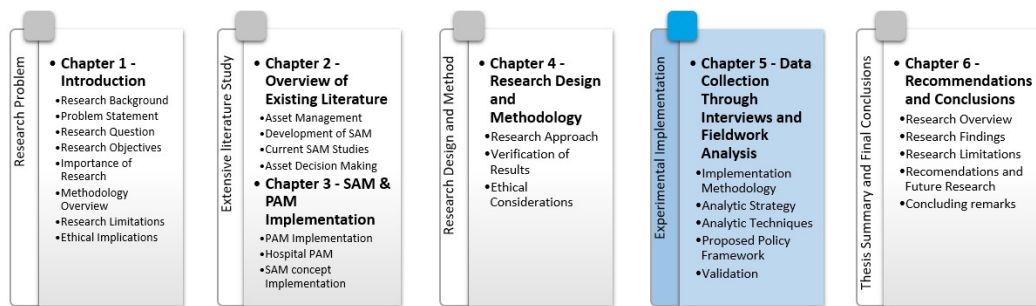 Research Problem
• Chapter 1 -
Introduction
•Research Background
•Problem Statement
•Research Question
•Research Objectives
•Importance of
Research
•Methodology
Overview
•Research Limitations
•Ethical Implications
Extensive literature Study
• Chapter 2 -
Overview of
Existing Literature
•Asset Management
•Development of SAM
•Current SAM Studies
•Asset Decision Making
• Chapter 3 - SAM &
PAM
Implementation
•PAM Implementation
•Hospital PAM
•SAM concept
Implementation
Research Design and Method
• Chapter 4 -
Research Design
and
Methodology
•Research Approach
•Verification of
Results
•Ethical
Considerations
Experimental Implementation
• Chapter 5 - Data
Collection
Through
Interviews and
Fieldwork
Analysis
•Implementation
Methodology
•Analytic Strategy
•Analytic Techniques
•Proposed Policy
Framework
•Validation
Thesis Summary and Final Conclusions
• Chapter 6 -
Recommendations
and Conclusions
•Research Overview
•Research Findings
•Research Limitations
•Recomendations and
Future Research
•Concluding remarks